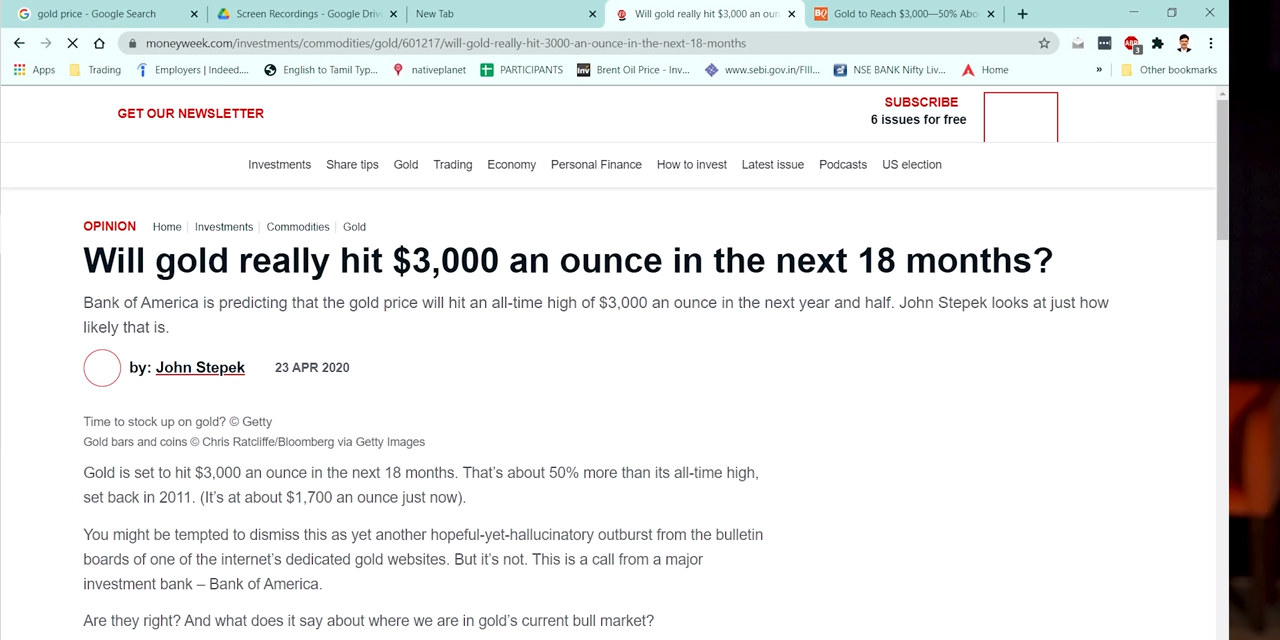 gold price - Google Search
Screen Recordings - Google Driv
New Tab
Will gold really hit $3,000 an oun
Gold to Reach $3,000—50% Abo
moneyweek.com/investments/commodities/gold/601217/will-gold-really-hit-3000-an-ounce-in-the-next-18-months
ABP
3
Apps
Trading
Employers | Indeed....
English to Tamil Typ...
nativeplanet
PARTICIPANTS
Inv
Brent Oil Price - Inv...
www.sebi.gov.in/FIII...
NSE BANK Nifty Liv...
Home
»
Other bookmarks
GET OUR NEWSLETTER
SUBSCRIBE
6 issues for free
Investments Share tips Gold Trading Economy Personal Finance How to invest Latest issue Podcasts US election
OPINION Home Investments Commodities Gold
Will gold really hit $3,000 an ounce in the next 18 months?
Bank of America is predicting that the gold price will hit an all-time high of $3,000 an ounce in the next year and half. John Stepek looks at just how
likely that is.
by: John Stepek 23 APR 2020
Time to stock up on gold? © Getty
Gold bars and coins © Chris Ratcliffe/Bloomberg via Getty Images
Gold is set to hit $3,000 an ounce in the next 18 months. That’s about 50% more than its all-time high,
set back in 2011. (It’s at about $1,700 an ounce just now).
You might be tempted to dismiss this as yet another hopeful-yet-hallucinatory outburst from the bulletin
boards of one of the internet’s dedicated gold websites. But it’s not. This is a call from a major
investment bank – Bank of America.
Are they right? And what does it say about where we are in gold’s current bull market?